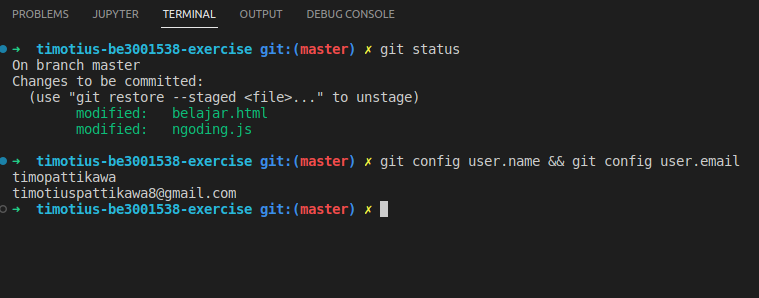 PROBLEMS JUPYTER TERMINAL OUTPUT DEBUG CONSOLE
➜ timotius-be3001538-exercise git:(master) ✗ git status
On branch master
Changes to be committed:
  (use "git restore --staged <file>..." to unstage)
        modified:   belajar.html
        modified:   ngoding.js
➜ timotius-be3001538-exercise git:(master) ✗ git config user.name && git config user.email
timopattikawa
timotiuspattikawa8@gmail.com
➜ timotius-be3001538-exercise git:(master) ✗